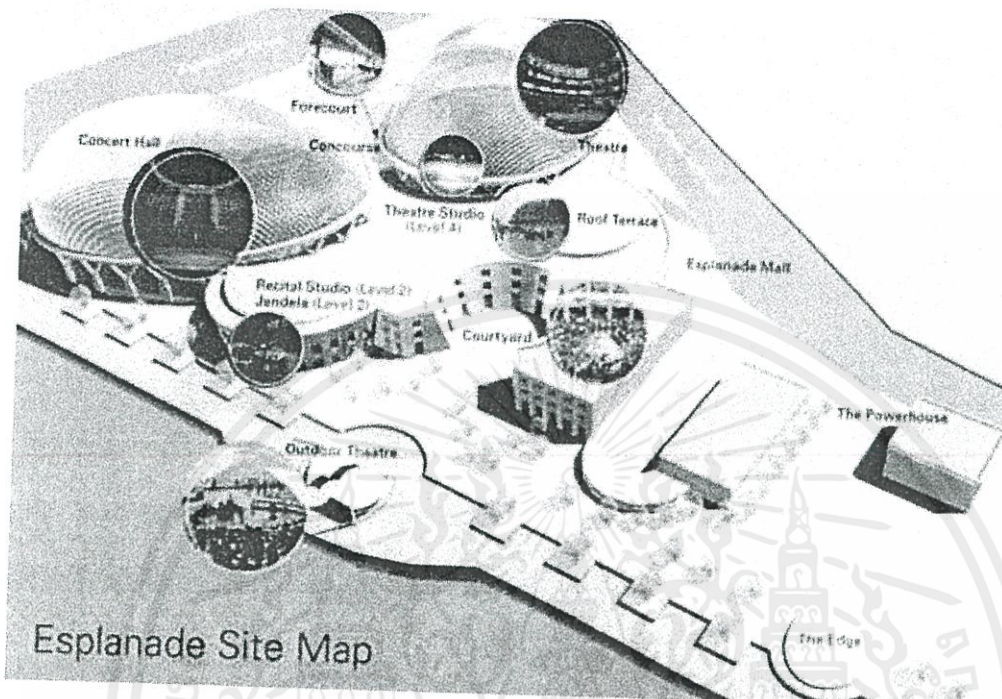 Forecourt
Concert Hall
Concourse
Theatre
Theatre Studio
(Level 4)
Roof Terrace
Esplanade Mall
Recital Studio (Level 2)
Jendela (Level 2)
Courtyard
The Powerhouse
Outdoor Theatre
Esplanade Site Map
The Edge